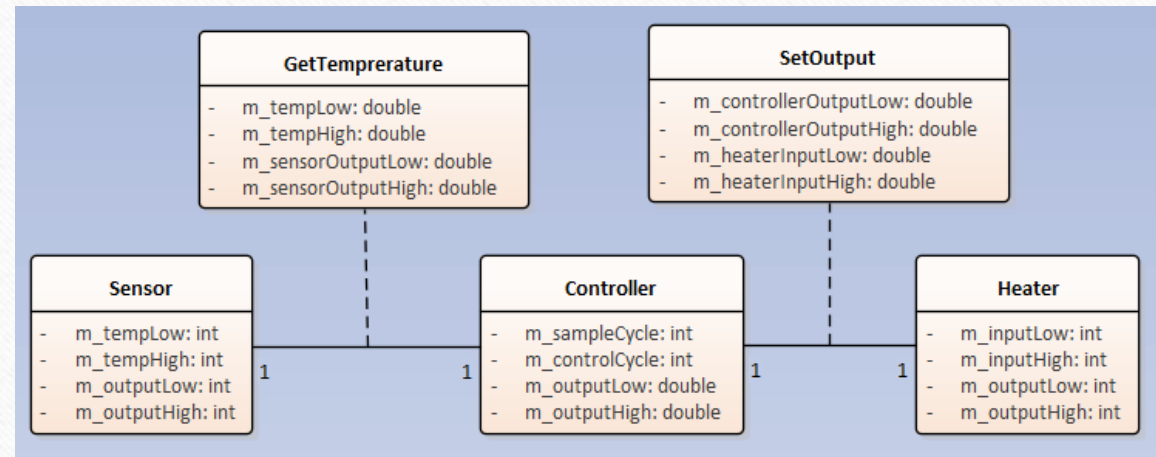 GetTemprerature
- m_tempLow: double
- m_tempHigh: double
- m_sensorOutputLow: double
- m_sensorOutputHigh: double
SetOutput
- m_controllerOutputLow: double
- m_controllerOutputHigh: double
- m_heaterInputLow: double
- m_heaterInputHigh: double
Sensor
- m_tempLow: int
- m_tempHigh: int
- m_outputLow: int
- m_outputHigh: int
1
1
Controller
- m_sampleCycle: int
- m_controlCycle: int
- m_outputLow: double
- m_outputHigh: double
1
1
Heater
- m_inputLow: int
- m_inputHigh: int
- m_outputLow: int
- m_outputHigh: int